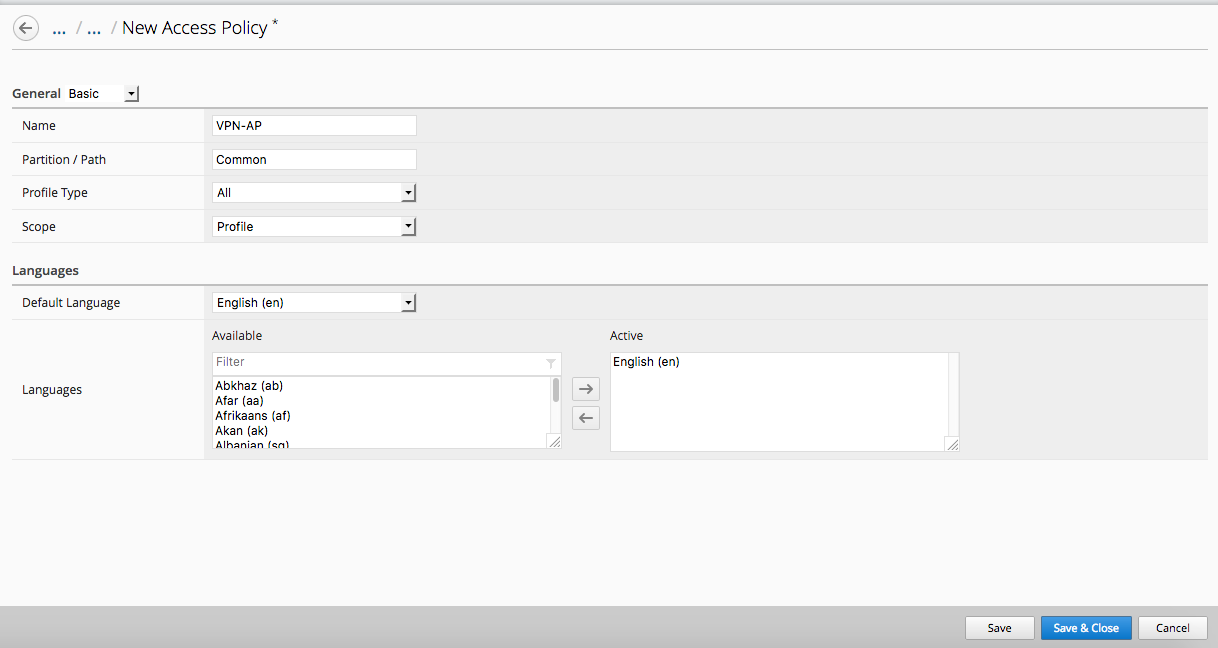 ... / ... / New Access Policy *
General Basic
Name VPN-AP
Partition / Path Common
Profile Type All
Scope Profile
Languages
Default Language English (en)
Available Active
Filter English (en)
Abkhaz (ab)
Afar (aa)
Languages Afrikaans (af)
Akan (ak)
Albanian (sq)
Save Save & Close Cancel